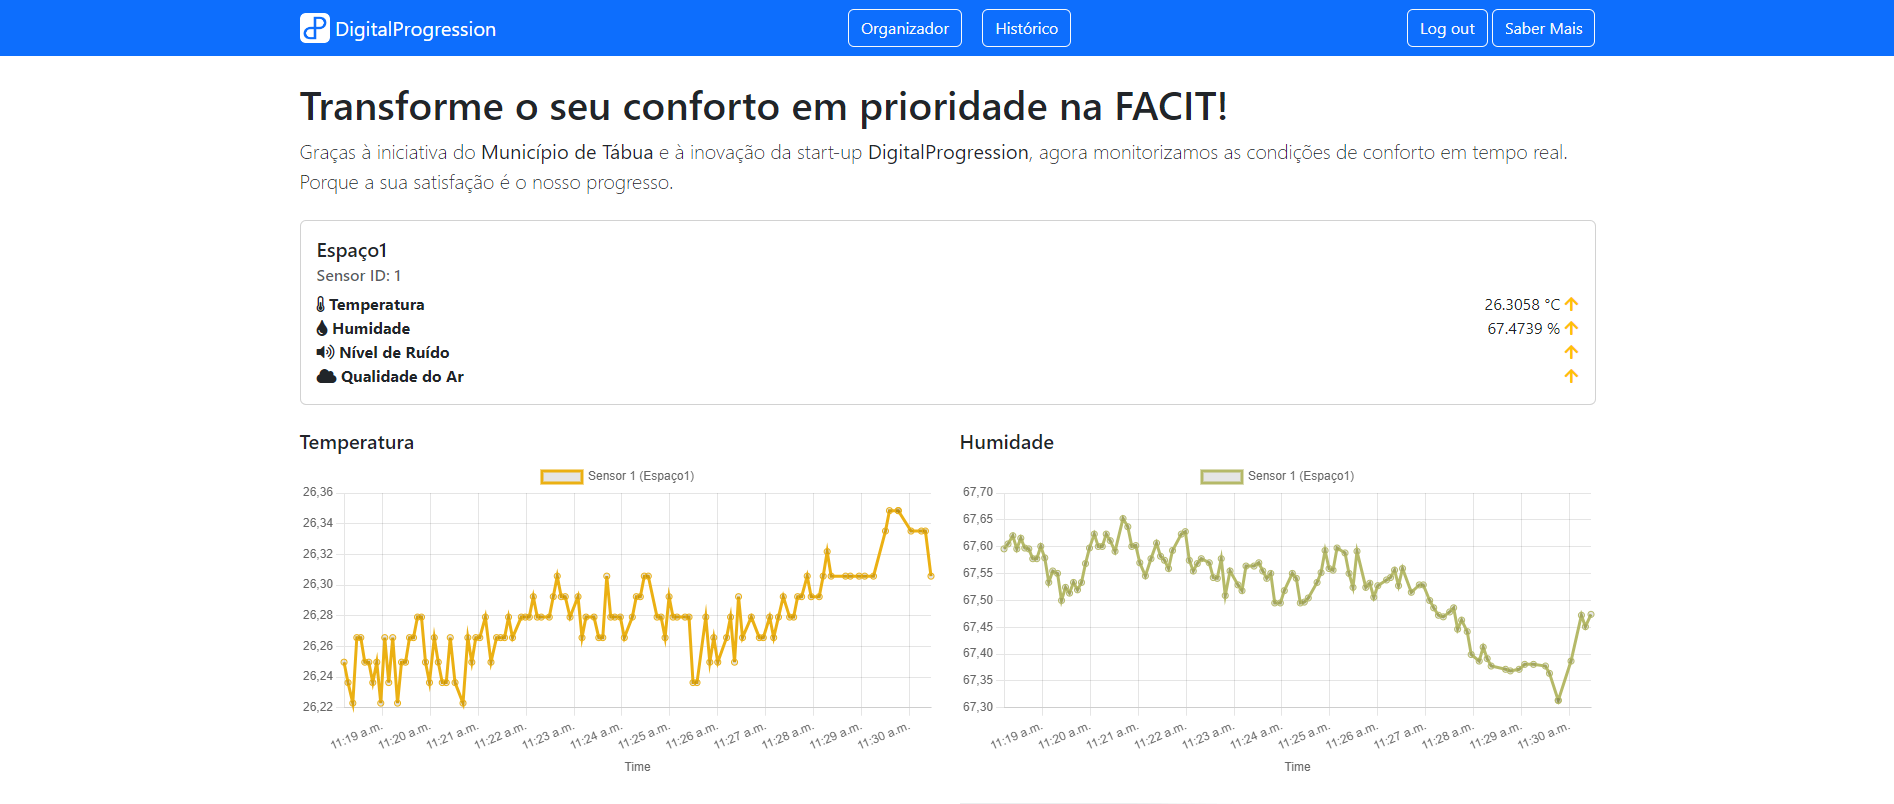 DigitalProgression
Organizador
Histórico
Log out
Saber Mais
Transforme o seu conforto em prioridade na FACIT!
Graças à iniciativa do Município de Tábua e à inovação da start-up DigitalProgression, agora monitorizamos as condições de conforto em tempo real.
Porque a sua satisfação é o nosso progresso.
Espaço1
Sensor ID: 1
Temperatura 26.3058 °C
Humidade 67.4739 %
Nível de Ruído
Qualidade do Ar
Temperatura
Sensor 1 (Espaço1)
26,36
26,34
26,32
26,30
26,28
26,26
26,24
26,22
11:19 a.m. 11:20 a.m. 11:21 a.m. 11:22 a.m. 11:23 a.m. 11:24 a.m. 11:25 a.m. 11:26 a.m. 11:27 a.m. 11:28 a.m. 11:29 a.m. 11:30 a.m.
Time
Humidade
Sensor 1 (Espaço1)
67,70
67,65
67,60
67,55
67,50
67,45
67,40
67,35
67,30
11:19 a.m. 11:20 a.m. 11:21 a.m. 11:22 a.m. 11:23 a.m. 11:24 a.m. 11:25 a.m. 11:26 a.m. 11:27 a.m. 11:28 a.m. 11:29 a.m. 11:30 a.m.
Time